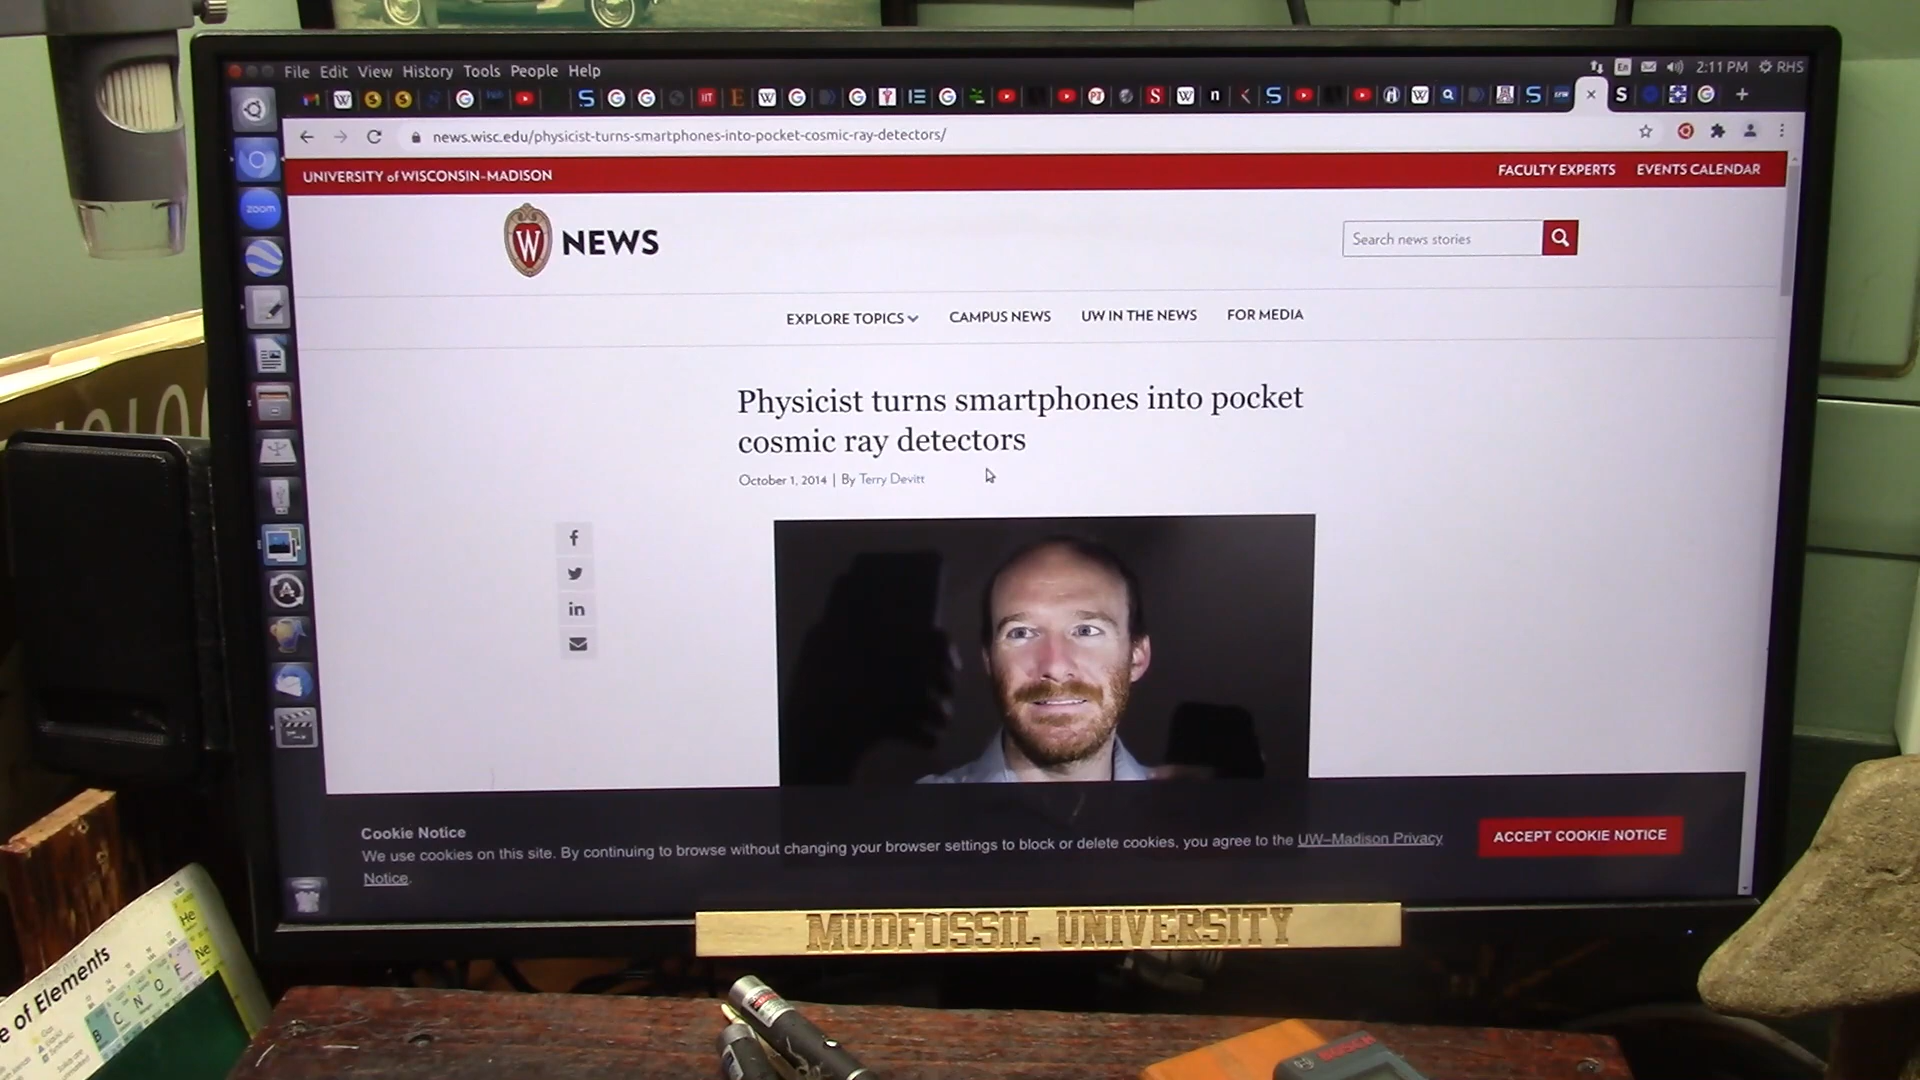 File Edit View History Tools People Help
En
2:11 PM
RHS
news.wisc.edu/physicist-turns-smartphones-into-pocket-cosmic-ray-detectors/
UNIVERSITY of WISCONSIN–MADISON
FACULTY EXPERTS EVENTS CALENDAR
zoom
W NEWS
Search news stories
EXPLORE TOPICS CAMPUS NEWS UW IN THE NEWS FOR MEDIA
Physicist turns smartphones into pocket
cosmic ray detectors
October 1, 2014 | By Terry Devitt
Cookie Notice
We use cookies on this site. By continuing to browse without changing your browser settings to block or delete cookies, you agree to the UW–Madison Privacy
Notice.
ACCEPT COOKIE NOTICE
MUDFOSSIL UNIVERSITY
e of Elements
He
B C N O F Ne
BOSCH